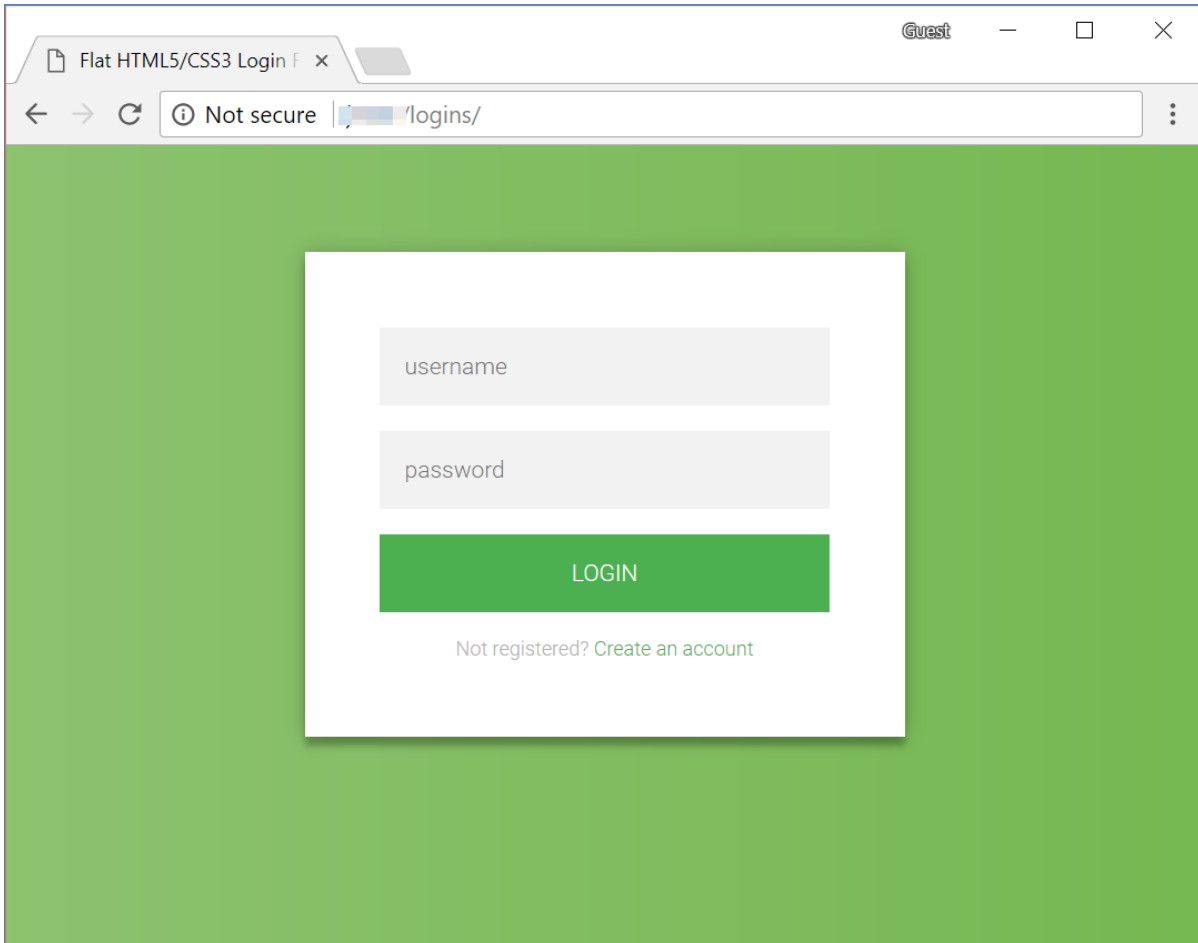 Guest
Flat HTML5/CSS3 Login F
Not secure /logins/
username
password
LOGIN
Not registered? Create an account